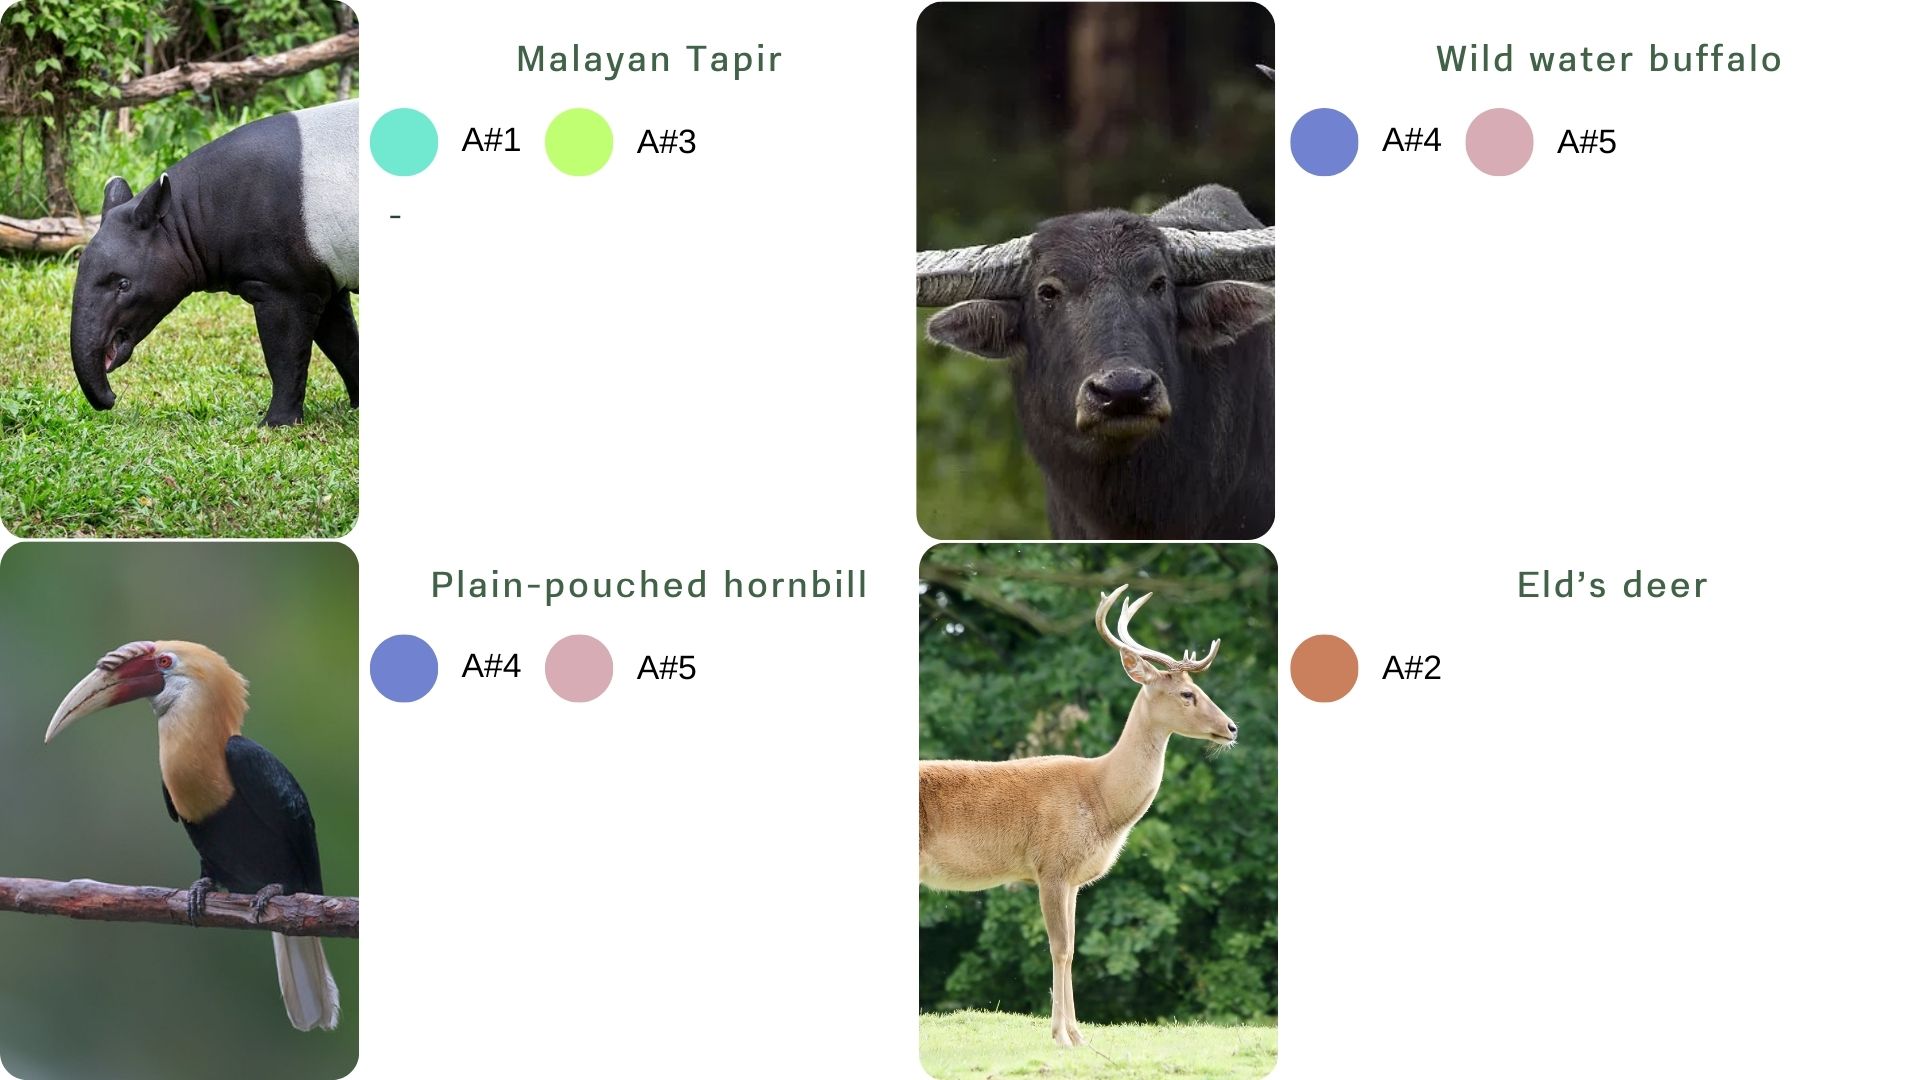 Malayan Tapir
A#1 A#3
-
Wild water buffalo
A#4 A#5
Plain-pouched hornbill
A#4 A#5
Eld’s deer
A#2